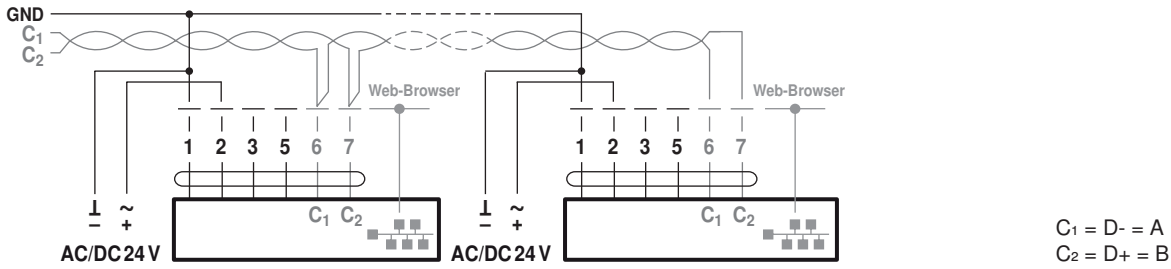 GND
C₁
C₂
Web-Browser Web-Browser
1 2 3 5 6 7 1 2 3 5 6 7
⊥ ~ C₁ C₂ ⊥ ~ C₁ C₂
− + − +
AC/DC 24 V AC/DC 24 V
C₁ = D- = A
C₂ = D+ = B